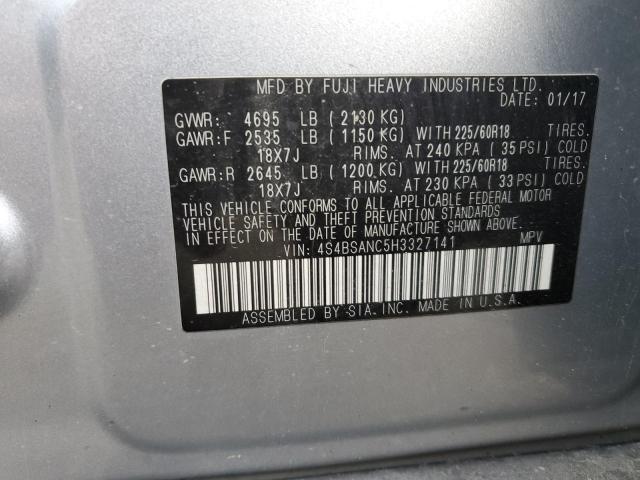 MFD BY FUJI HEAVY INDUSTRIES LTD.
DATE: 01/17
GVWR: 4695 LB (2130 KG)
GAWR:F 2535 LB (1150 KG) WITH 225/60R18 TIRES.
18X7J RIMS. AT 240 KPA (35 PSI) COLD
GAWR:R 2645 LB (1200 KG) WITH 225/60R18 TIRES.
18X7J RIMS. AT 230 KPA (33 PSI) COLD
THIS VEHICLE CONFORMS TO ALL APPLICABLE FEDERAL MOTOR
VEHICLE SAFETY AND THEFT PREVENTION STANDARDS
IN EFFECT ON THE DATE OF MANUFACTURE SHOWN ABOVE.
VIN: 4S4BSANC5H3327141 MPV
ASSEMBLED BY SIA, INC. MADE IN U.S.A.